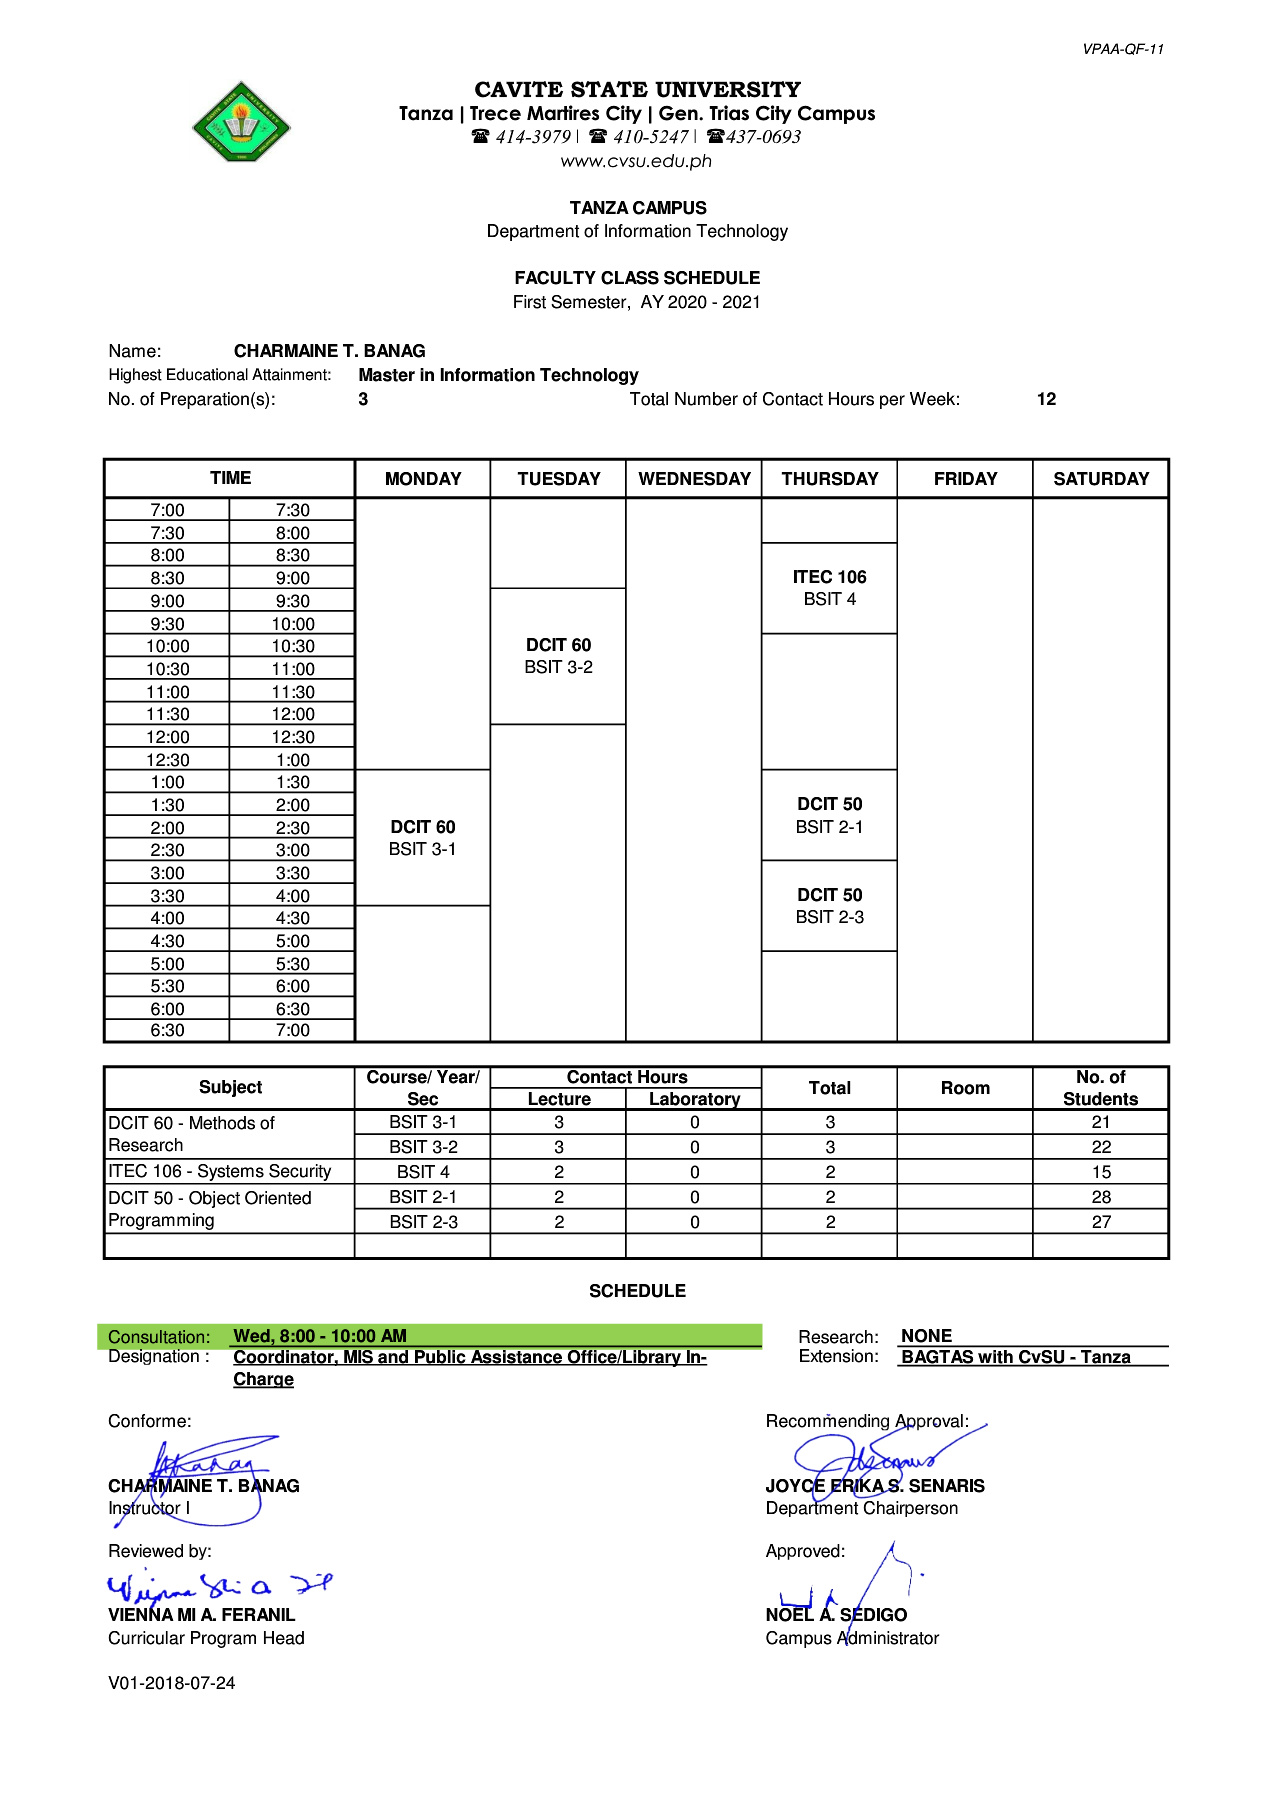 VPAA-QF-11
CAVITE STATE UNIVERSITY
Tanza | Trece Martires City | Gen. Trias City Campus
☎ 414-3979 | ☎ 410-5247 | ☎437-0693
www.cvsu.edu.ph
TANZA CAMPUS
Department of Information Technology
FACULTY CLASS SCHEDULE
First Semester, AY 2020 - 2021
Name: CHARMAINE T. BANAG
Highest Educational Attainment: Master in Information Technology
No. of Preparation(s): 3 Total Number of Contact Hours per Week: 12
TIME MONDAY TUESDAY WEDNESDAY THURSDAY FRIDAY SATURDAY
7:00 7:30
7:30 8:00
8:00 8:30
8:30 9:00 ITEC 106
9:00 9:30 BSIT 4
9:30 10:00
10:00 10:30 DCIT 60
10:30 11:00 BSIT 3-2
11:00 11:30
11:30 12:00
12:00 12:30
12:30 1:00
1:00 1:30
1:30 2:00 DCIT 50
2:00 2:30 DCIT 60 BSIT 2-1
2:30 3:00 BSIT 3-1
3:00 3:30
3:30 4:00 DCIT 50
4:00 4:30 BSIT 2-3
4:30 5:00
5:00 5:30
5:30 6:00
6:00 6:30
6:30 7:00
Subject Course/ Year/ Sec Contact Hours Total Room No. of Students
Lecture Laboratory
DCIT 60 - Methods of Research BSIT 3-1 3 0 3 21
BSIT 3-2 3 0 3 22
ITEC 106 - Systems Security BSIT 4 2 0 2 15
DCIT 50 - Object Oriented Programming BSIT 2-1 2 0 2 28
BSIT 2-3 2 0 2 27
SCHEDULE
Consultation: Wed, 8:00 - 10:00 AM Research: NONE
Designation : Coordinator, MIS and Public Assistance Office/Library In- Extension: BAGTAS with CvSU - Tanza
Charge
Conforme: Recommending Approval:
CHARMAINE T. BANAG JOYCE ERIKA S. SENARIS
Instructor I Department Chairperson
Reviewed by: Approved:
VIENNA MI A. FERANIL NOEL A. SEDIGO
Curricular Program Head Campus Administrator
V01-2018-07-24